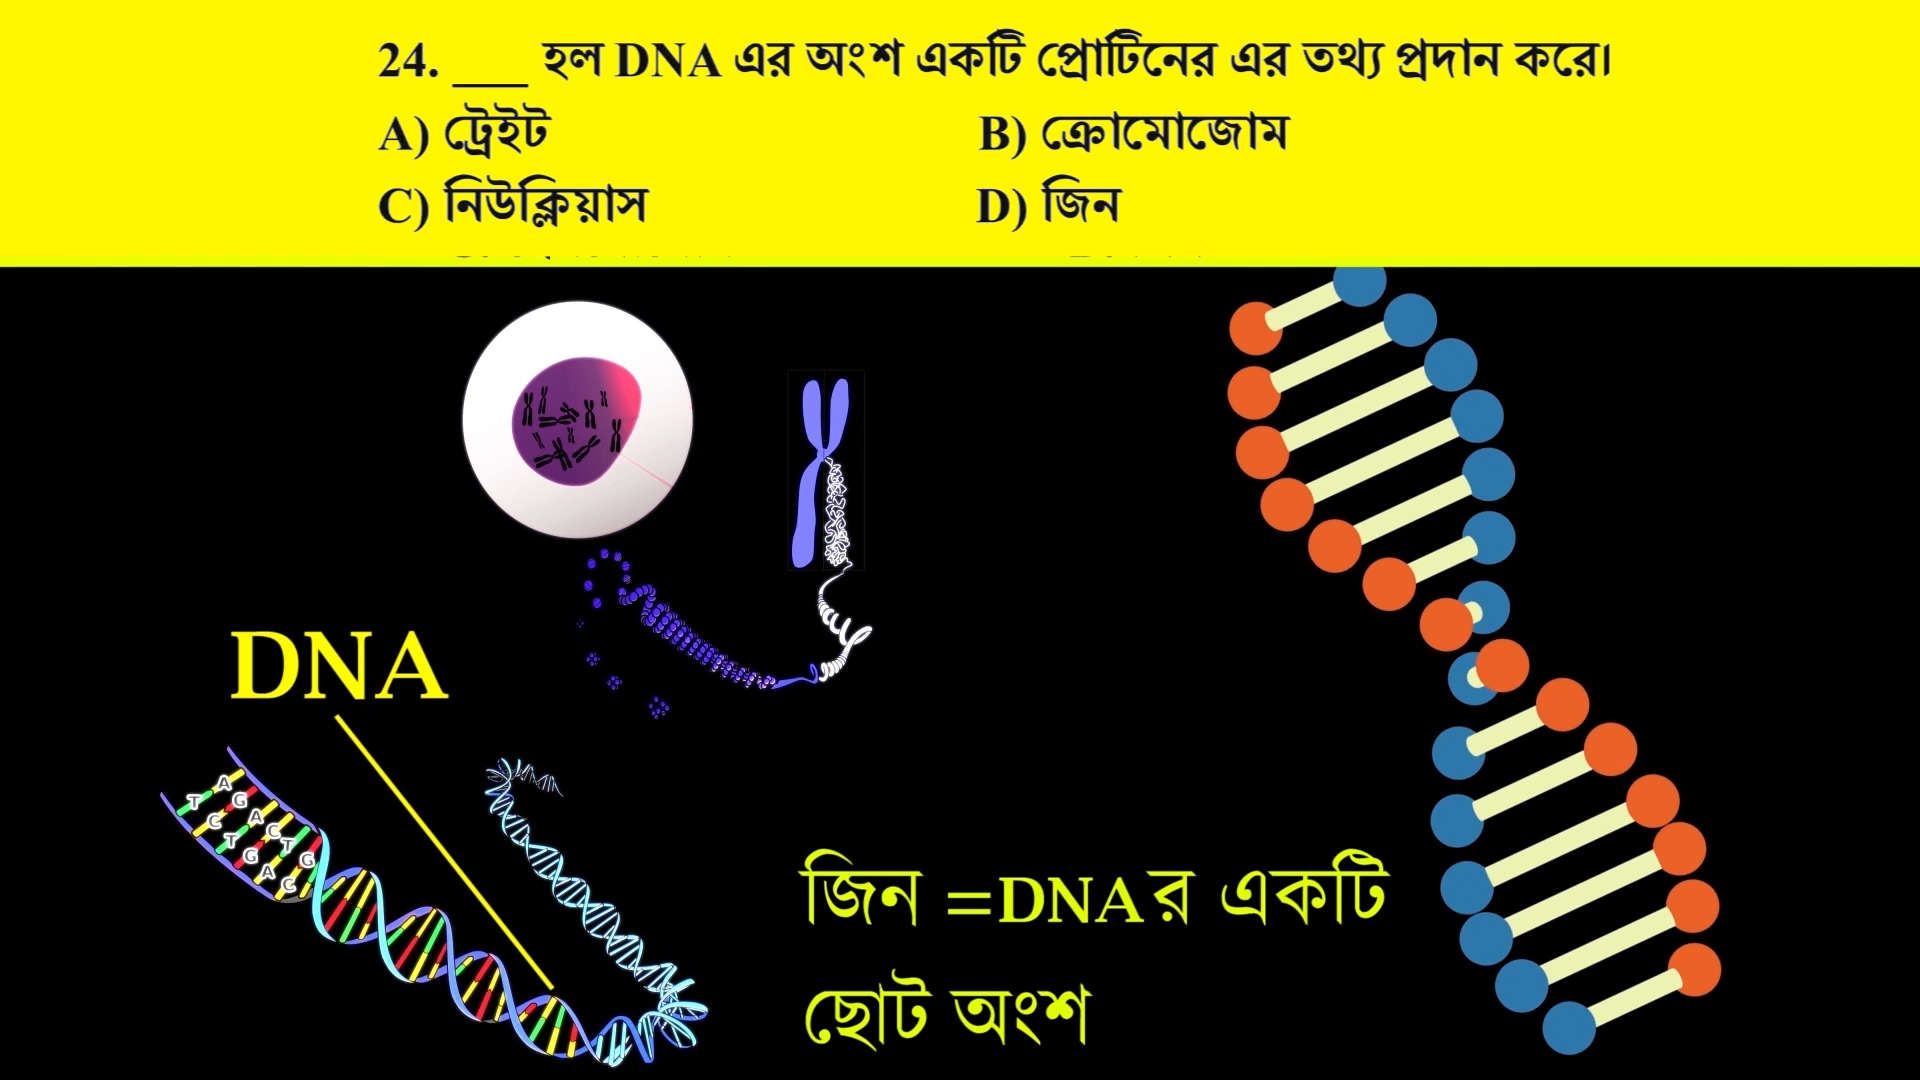 24. ___ হল DNA এর অংশ একটি প্রোটিনের এর তথ্য প্রদান করে।
A) ট্রেইট B) ক্রোমোজোম
C) নিউক্লিয়াস D) জিন
DNA
A
T G
C A
T C
G T
A G
C
জিন =DNAর একটি
ছোট অংশ